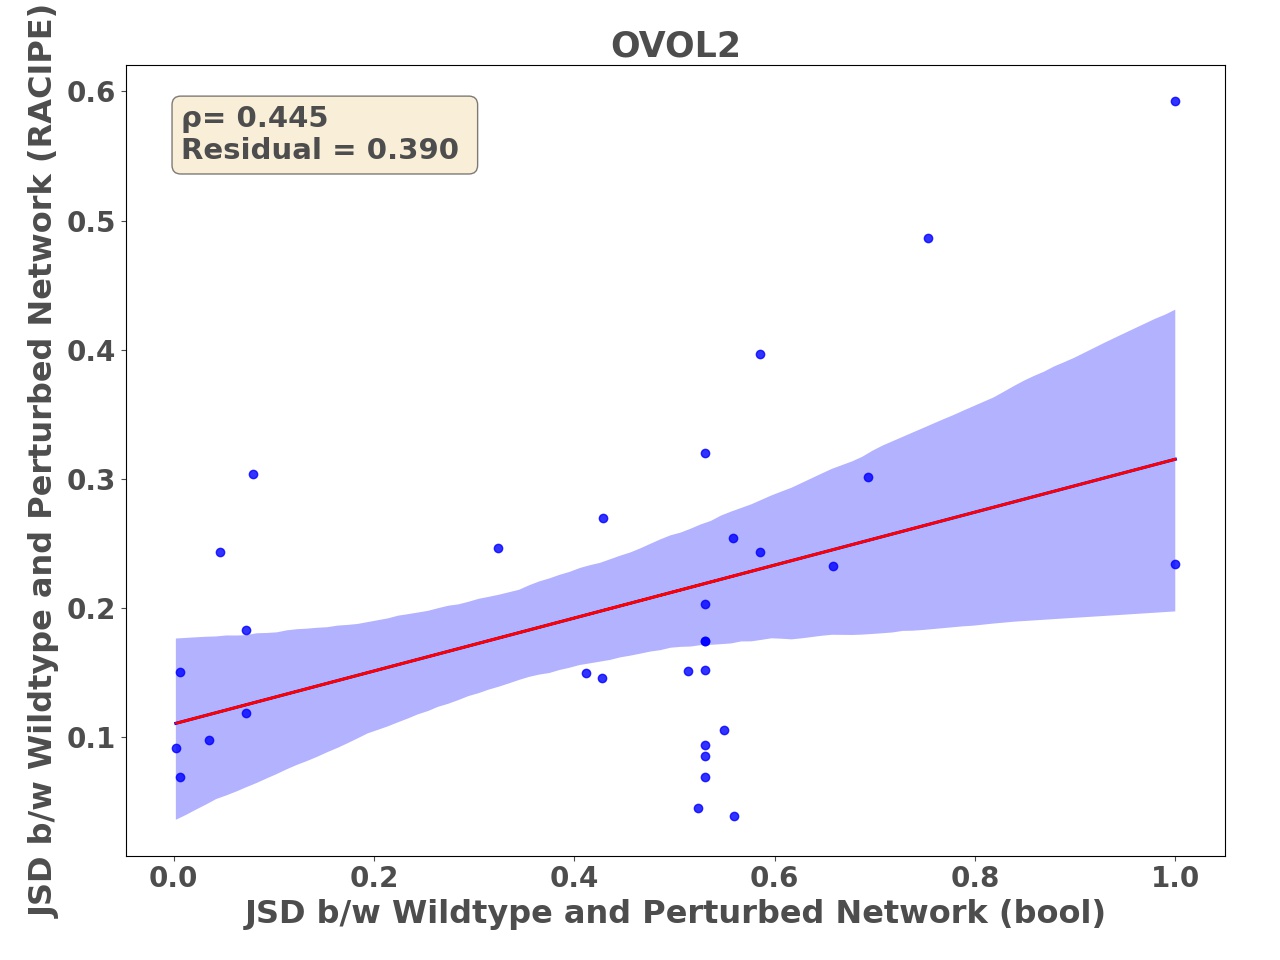 OVOL2
ρ= 0.445
Residual = 0.390
JSD b/w Wildtype and Perturbed Network (RACIPE)
0.6
0.5
0.4
0.3
0.2
0.1
0.0 0.2 0.4 0.6 0.8 1.0
JSD b/w Wildtype and Perturbed Network (bool)